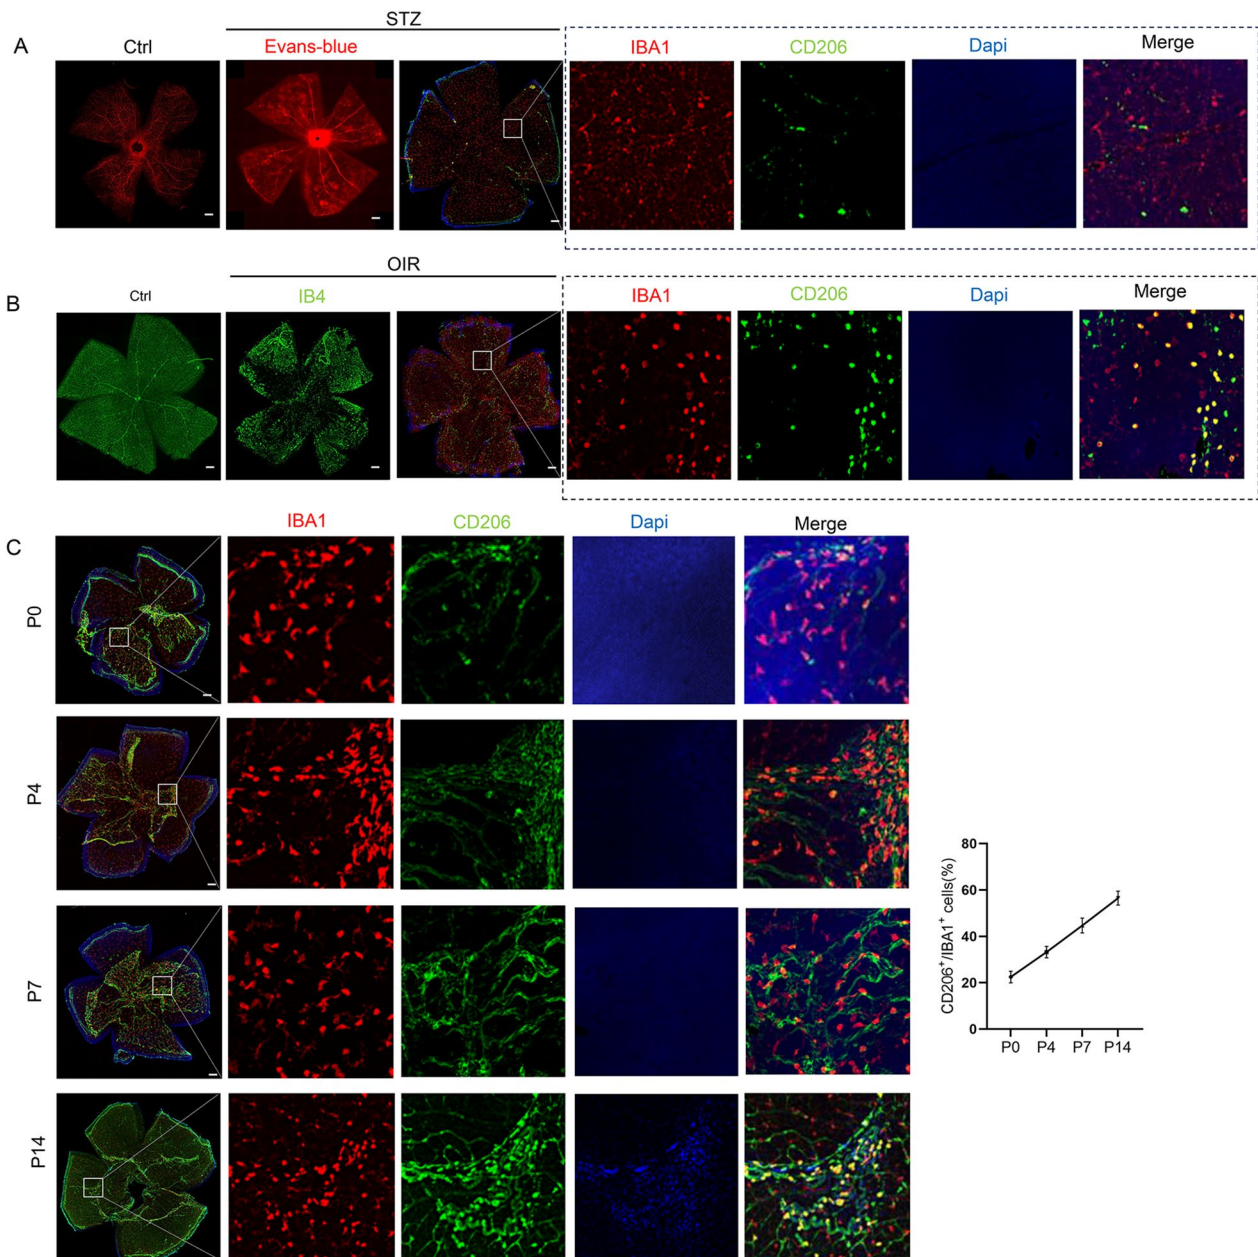 STZ
A
Ctrl
Evans-blue
IBA1
CD206
Dapi
Merge
OIR
B
Ctrl
IB4
IBA1
CD206
Dapi
Merge
C
IBA1
CD206
Dapi
Merge
P0
P4
P7
P14
CD206⁺/IBA1⁺ cells(%)
80
60
40
20
0
P0 P4 P7 P14